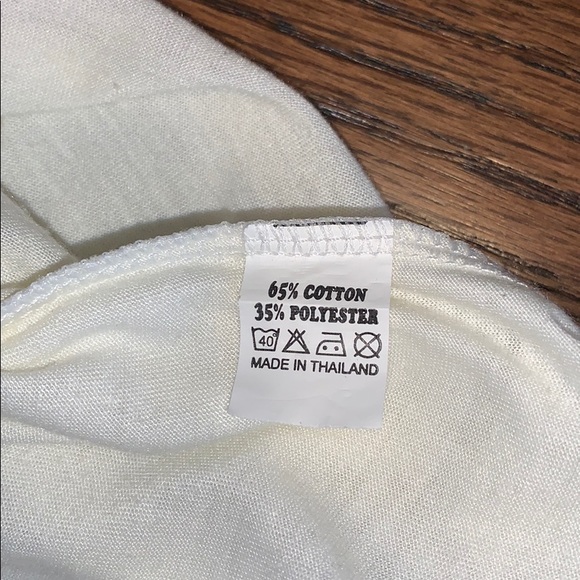 65% COTTON
35% POLYESTER
40°
MADE IN THAILAND